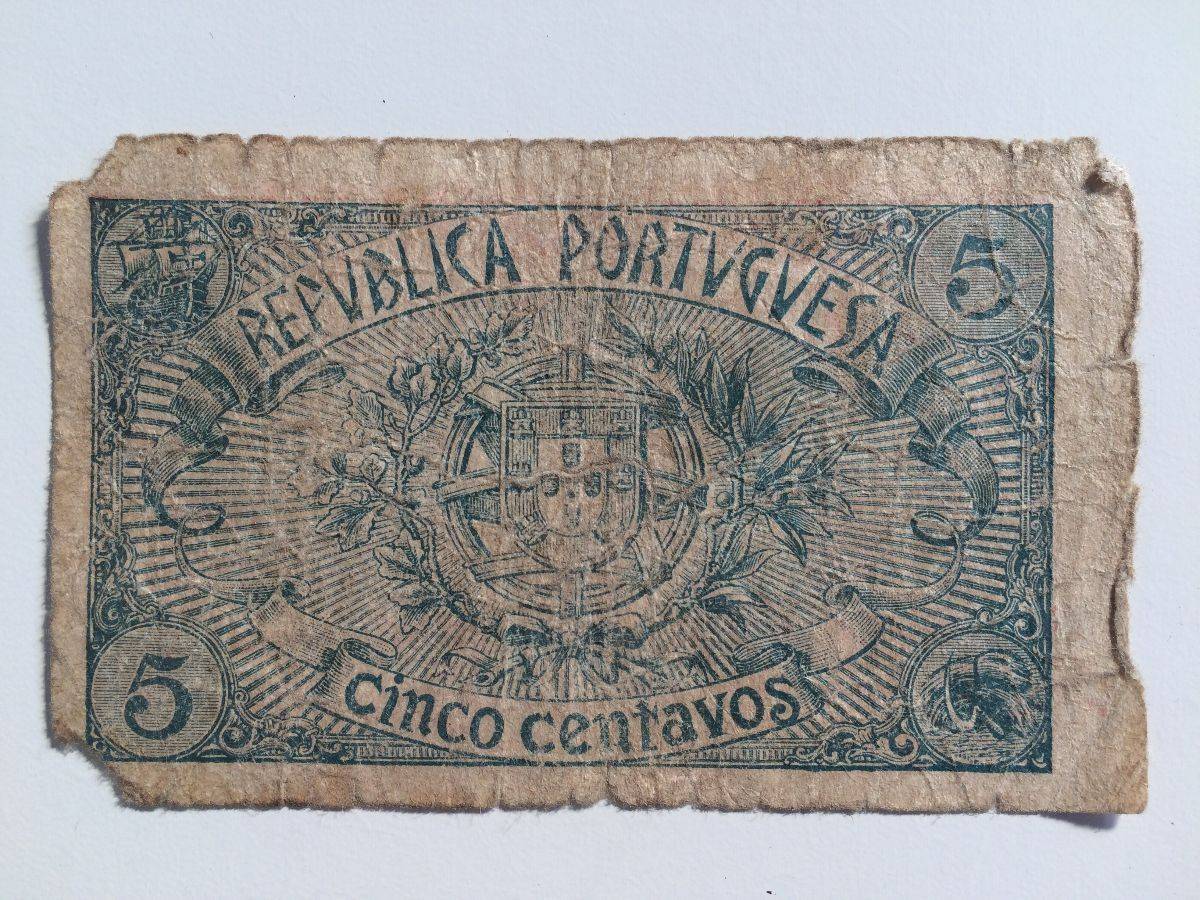 REPVBLICA PORTVGVESA
5
5
cinco centavos